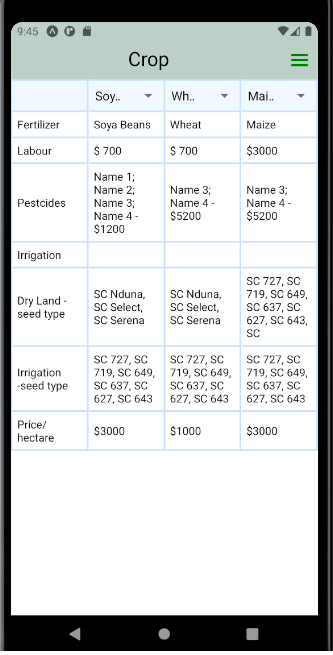 9:45
Crop
Soy.. Wh.. Mai..
Fertilizer Soya Beans Wheat Maize
Labour $ 700 $ 700 $3000
Pestcides
Name 1;
Name 2;
Name 3;
Name 4 -
$1200
Name 3;
Name 4 -
$5200
Name 3;
Name 4 -
$5200
Irrigation
Dry Land -
seed type
SC Nduna,
SC Select,
SC Serena
SC Nduna,
SC Select,
SC Serena
SC 727, SC
719, SC 649,
SC 637, SC
627, SC 643,
SC
Irrigation
-seed type
SC 727, SC
719, SC 649,
SC 637, SC
627, SC 643
SC 727, SC
719, SC 649,
SC 637, SC
627, SC 643
SC 727, SC
719, SC 649,
SC 637, SC
627, SC 643
Price/
hectare
$3000
$1000
$3000